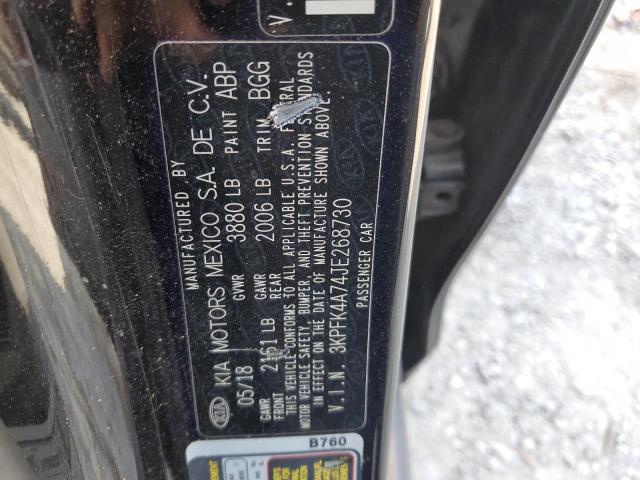 MANUFACTURED BY
KIA KIA MOTORS MEXICO S.A. DE C.V.
05/18 GVWR 3880 LB PAINT ABP
GAWR FRONT 2161 LB GAWR REAR 2006 LB TRIM BGG
THIS VEHICLE CONFORMS TO ALL APPLICABLE U.S.A. FEDERAL
MOTOR VEHICLE SAFETY, BUMPER, AND THEFT PREVENTION STANDARDS
IN EFFECT ON THE DATE OF MANUFACTURE SHOWN ABOVE.
V.I.N. 3KPFK4A74JE268730
PASSENGER CAR
V.
B760